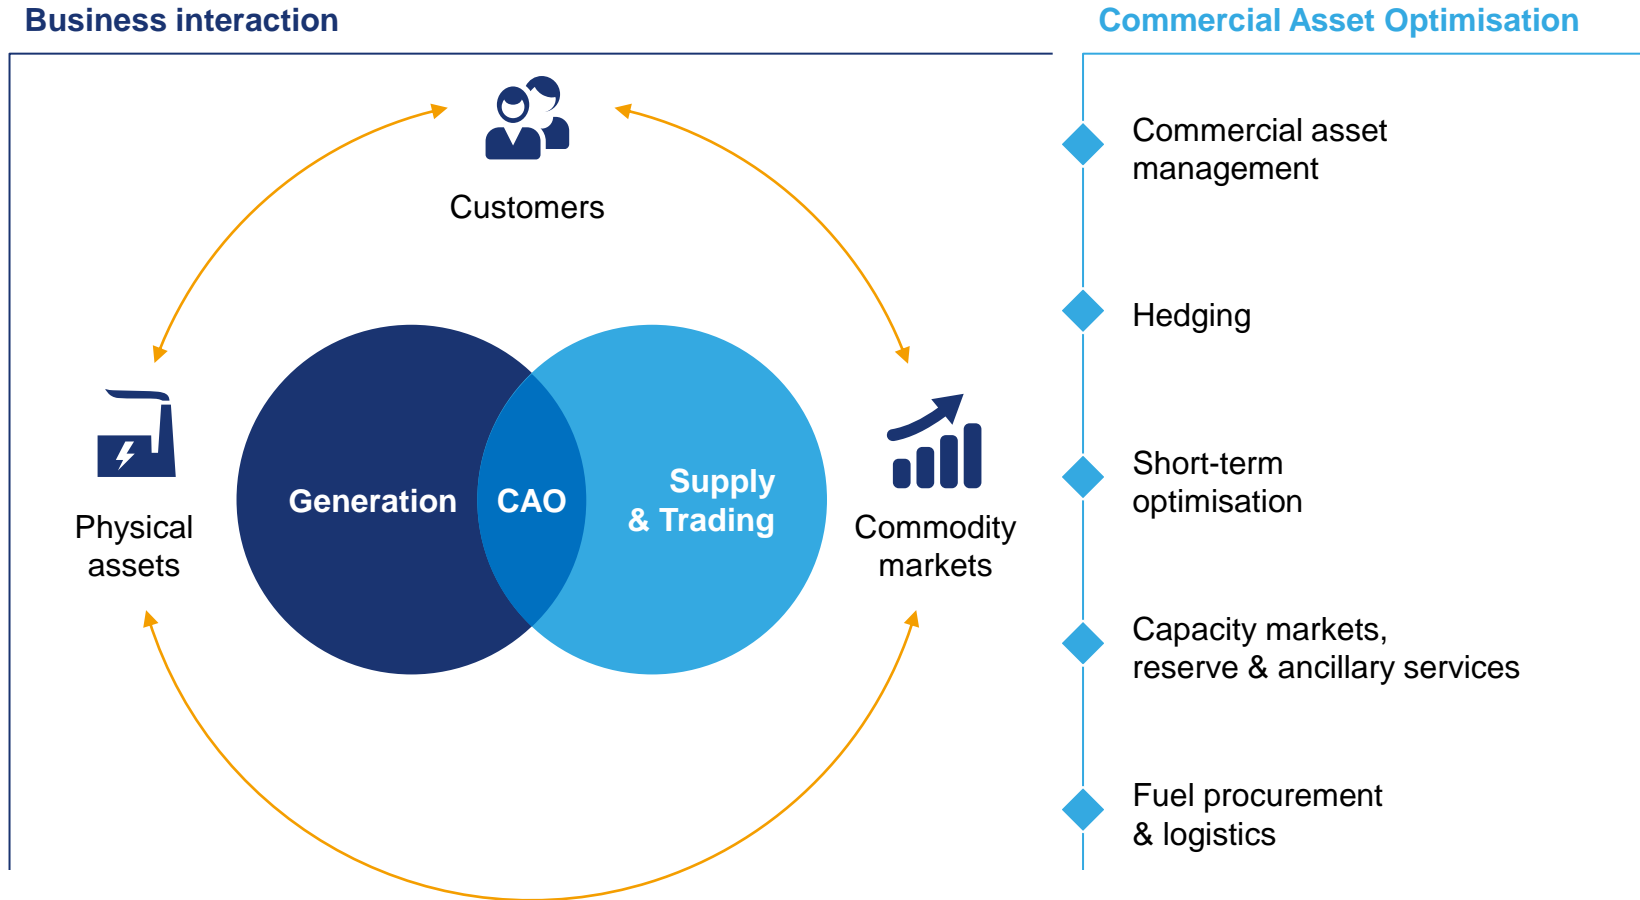 Business interaction
Customers
Physical
assets
Generation
CAO
Supply
& Trading
Commodity
markets
Commercial Asset Optimisation
Commercial asset
management
Hedging
Short-term
optimisation
Capacity markets,
reserve & ancillary services
Fuel procurement
& logistics